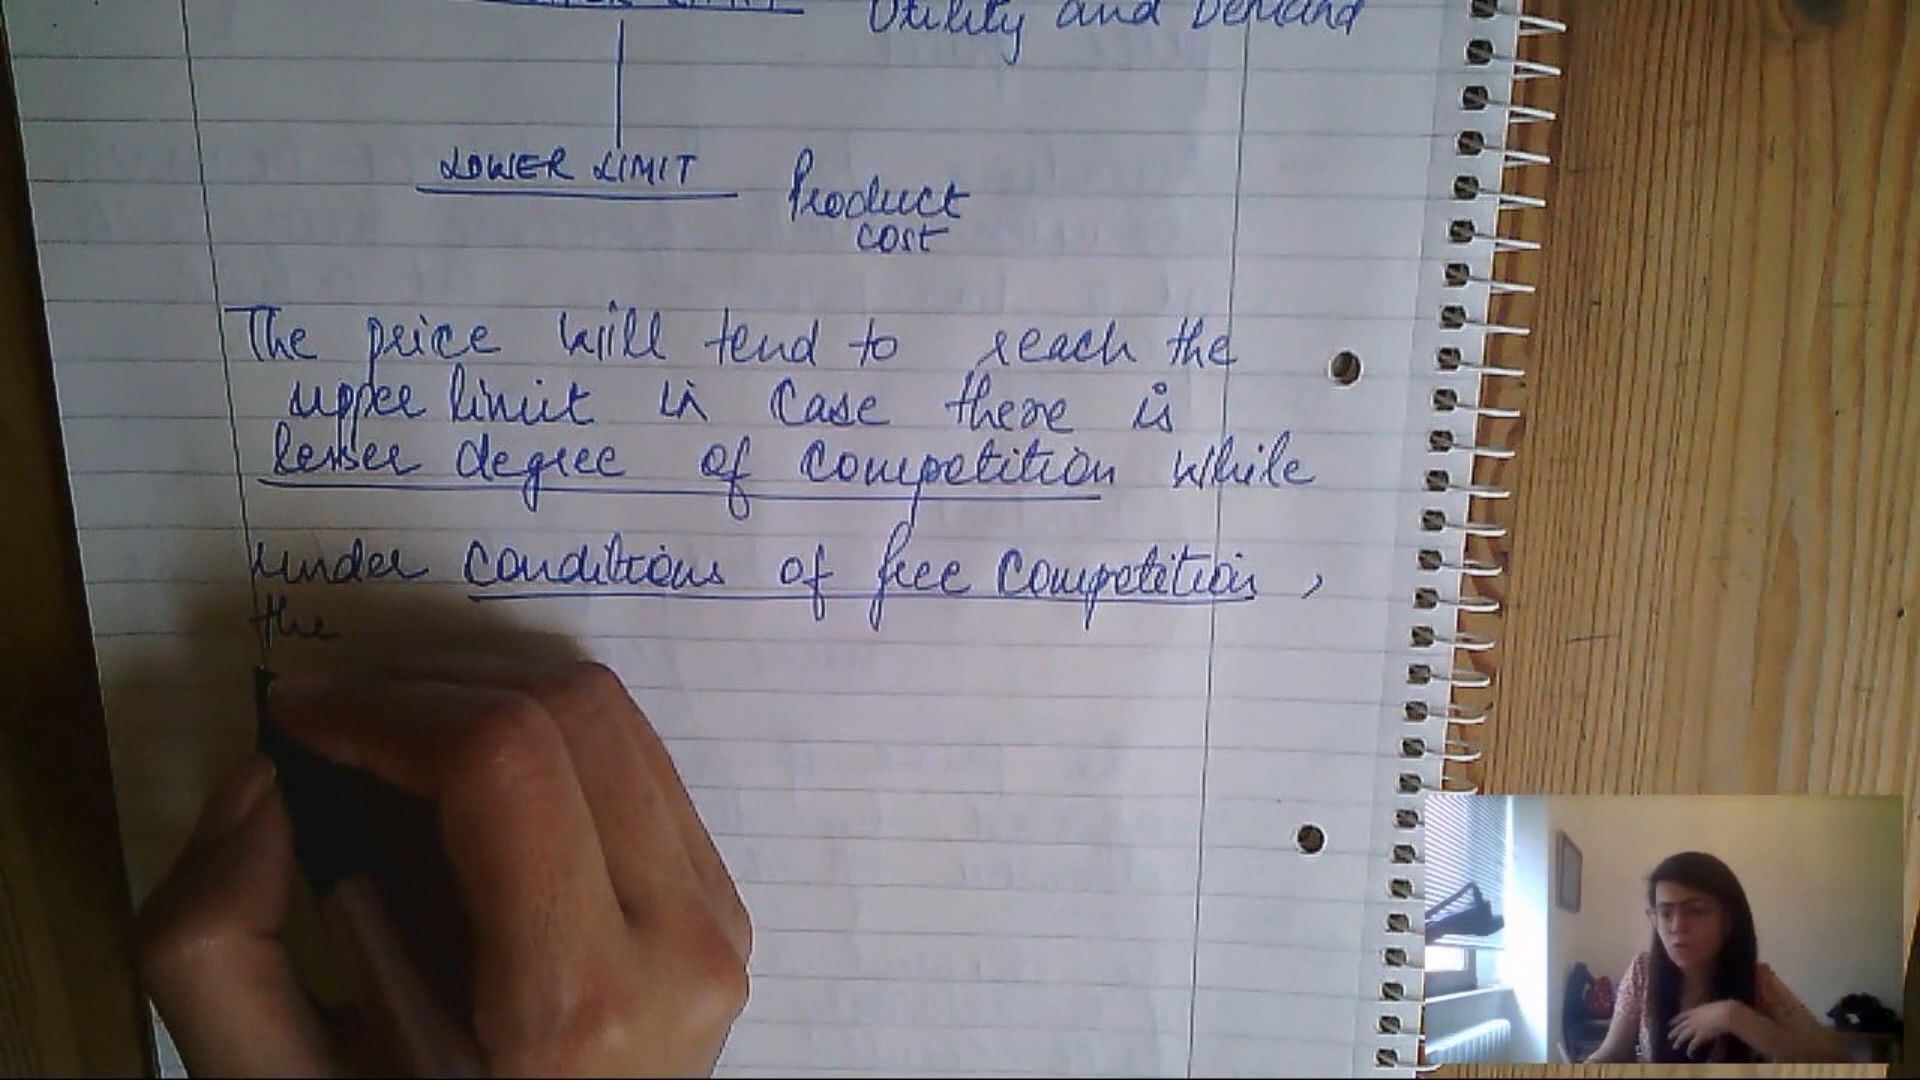 Utility and Demand
LOWER LIMIT
Product
cost
The price will tend to reach the
upper limit in case there is
lesser degree of competition while
under conditions of free competition,
the